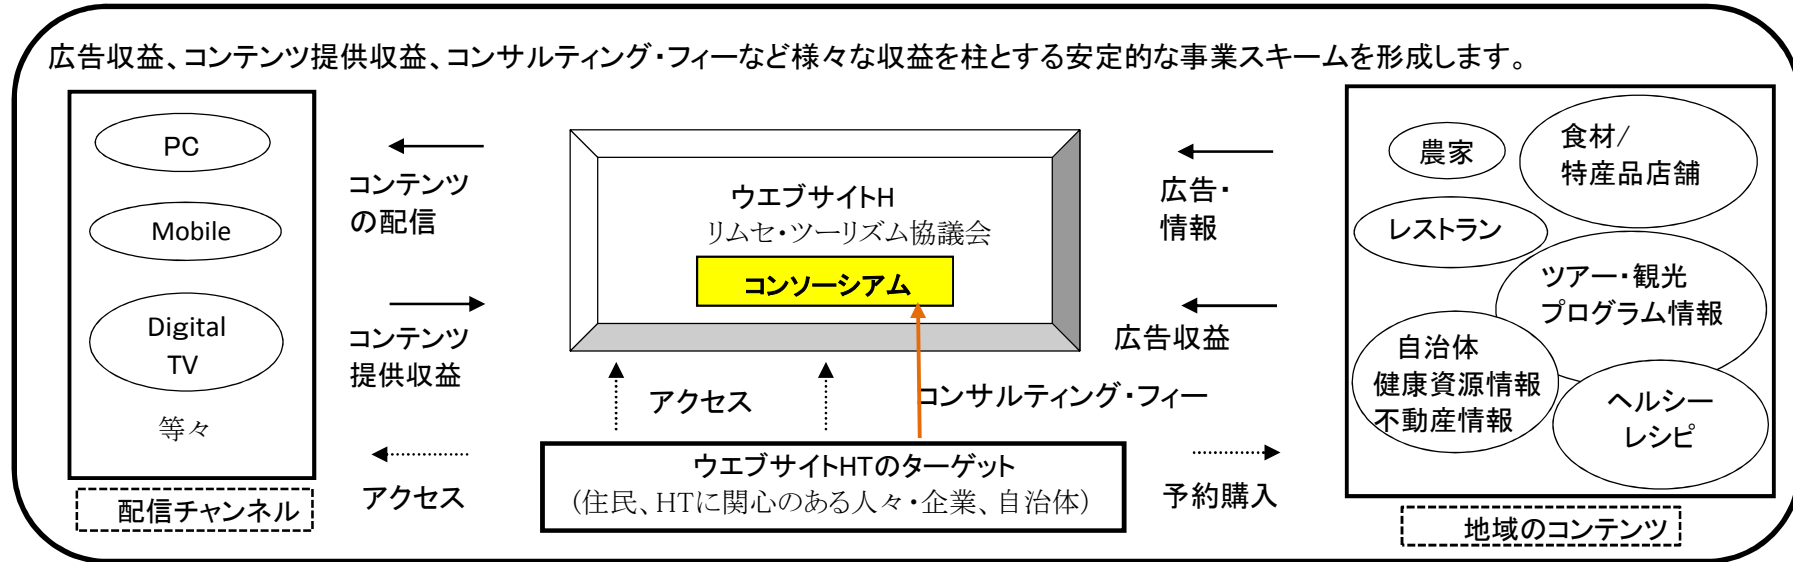 広告収益、コンテンツ提供収益、コンサルティング・フィーなど様々な収益を柱とする安定的な事業スキームを形成します。
PC
Mobile
Digital
TV
等々
配信チャンネル
コンテンツ
の配信
コンテンツ
提供収益
アクセス
ウエブサイトH
リムセ・ツーリズム協議会
コンソーシアム
アクセス
コンサルティング・フィー
ウエブサイトHTのターゲット
(住民、HTに関心のある人々・企業、自治体)
広告・
情報
広告収益
予約購入
農家
食材/
特産品店舗
レストラン
ツアー・観光
プログラム情報
自治体
健康資源情報
不動産情報
ヘルシー
レシピ
地域のコンテンツ